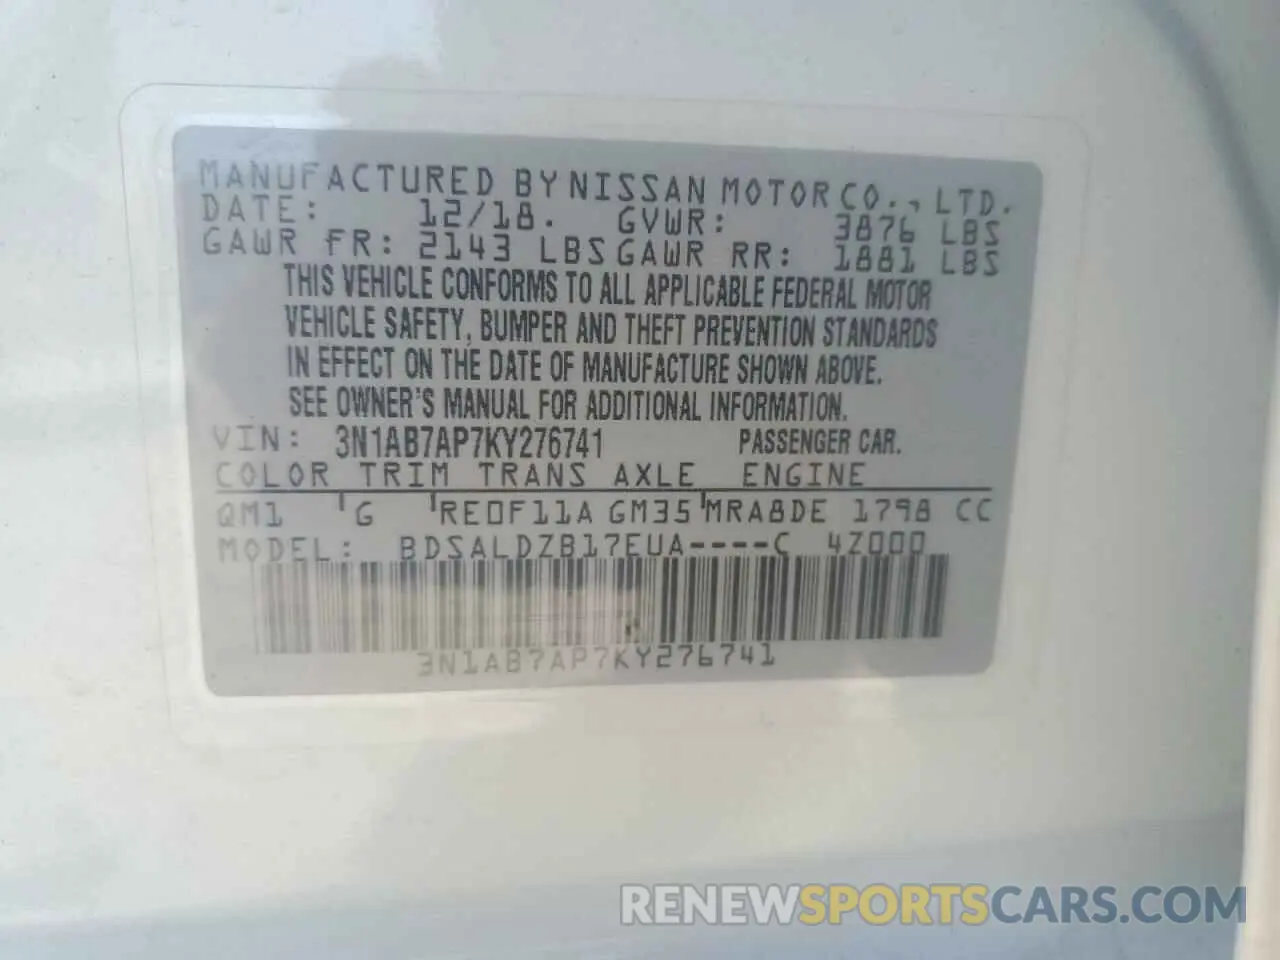 MANUFACTURED BY NISSAN MOTOR CO., LTD.
DATE: 12/18. GVWR: 3876 LBS
GAWR FR: 2143 LBS GAWR RR: 1881 LBS
THIS VEHICLE CONFORMS TO ALL APPLICABLE FEDERAL MOTOR
VEHICLE SAFETY, BUMPER AND THEFT PREVENTION STANDARDS
IN EFFECT ON THE DATE OF MANUFACTURE SHOWN ABOVE.
SEE OWNER'S MANUAL FOR ADDITIONAL INFORMATION.
VIN: 3N1AB7AP7KY276741 PASSENGER CAR.
COLOR TRIM TRANS AXLE ENGINE
QM1 G RE0F11A GM35 MRA8DE 1798 CC
MODEL: BDSALDZB17EUA----C 4Z000
3N1AB7AP7KY276741
RENEWSPORTSCARS.COM